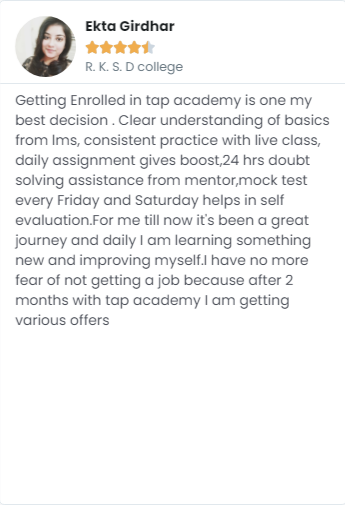 Ekta Girdhar
R. K. S. D college
Getting Enrolled in tap academy is one my
best decision . Clear understanding of basics
from lms, consistent practice with live class,
daily assignment gives boost,24 hrs doubt
solving assistance from mentor,mock test
every Friday and Saturday helps in self
evaluation.For me till now it's been a great
journey and daily I am learning something
new and improving myself.I have no more
fear of not getting a job because after 2
months with tap academy I am getting
various offers